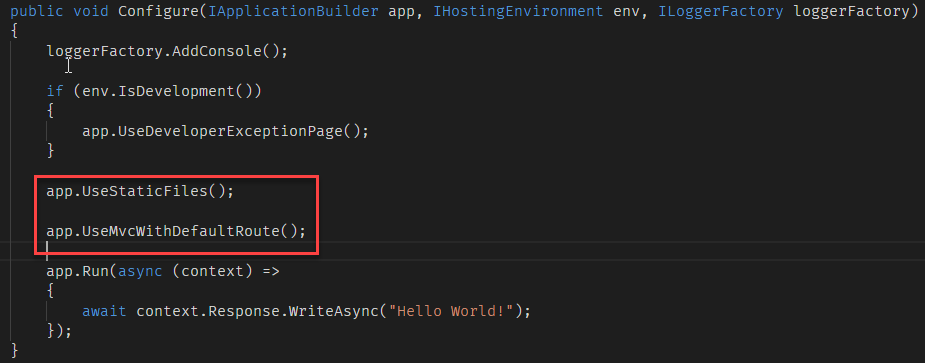 public void Configure(IApplicationBuilder app, IHostingEnvironment env, ILoggerFactory loggerFactory)
{
loggerFactory.AddConsole();
if (env.IsDevelopment())
{
app.UseDeveloperExceptionPage();
}
app.UseStaticFiles();
app.UseMvcWithDefaultRoute();
app.Run(async (context) =>
{
await context.Response.WriteAsync("Hello World!");
});
}